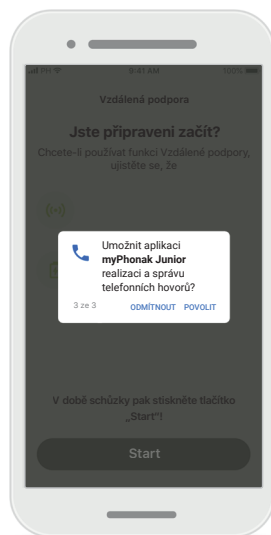 PH
9:41 AM
100%
Vzdálená podpora
Jste připraveni začít?
Chcete-li používat funkci Vzdálené podpory,
ujistěte se, že
Umožnit aplikaci
myPhonak Junior
realizaci a správu
telefonních hovorů?
3 ze 3
ODMÍTNOUT
POVOLIT
V době schůzky pak stiskněte tlačítko
„Start“!
Start